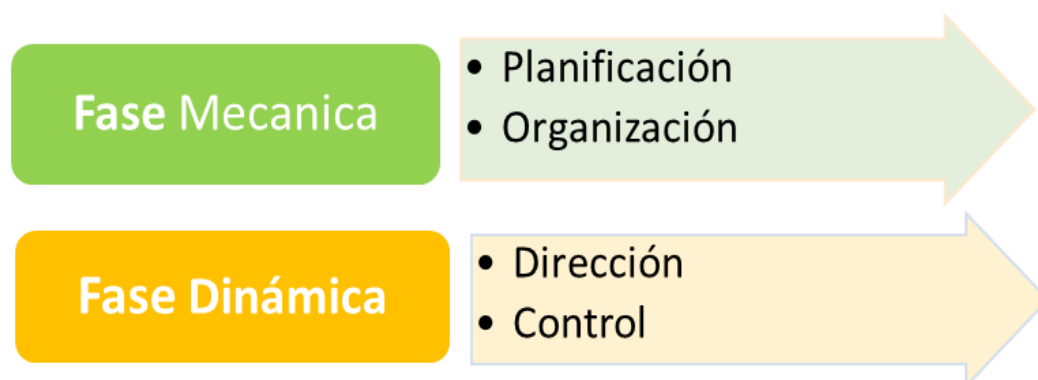 Fase Mecanica
• Planificación
• Organización
Fase Dinámica
• Dirección
• Control